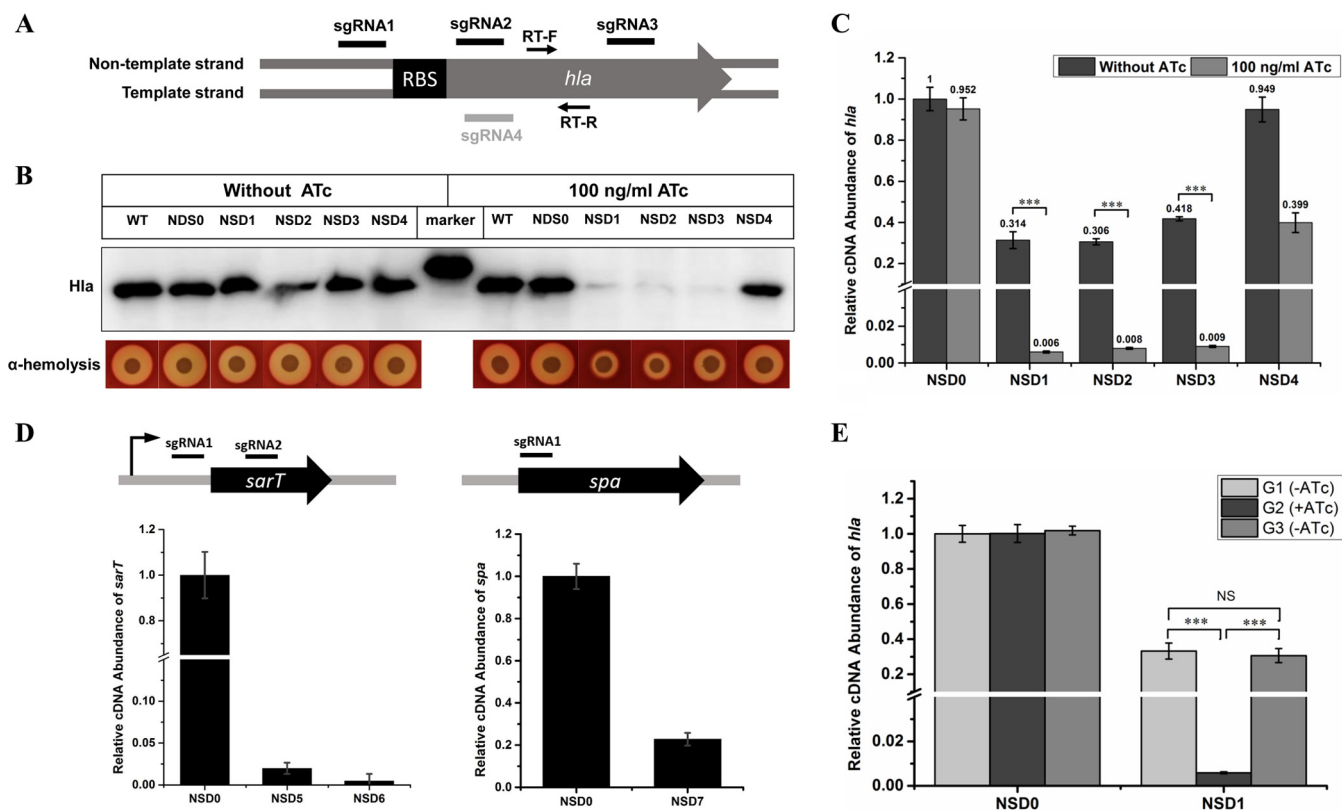 A
sgRNA1
sgRNA2
RT-F
sgRNA3
Non-template strand
RBS
hla
Template strand
sgRNA4
RT-R
B
Without ATc
100 ng/ml ATc
WT NDS0 NSD1 NSD2 NSD3 NSD4 marker WT NDS0 NSD1 NSD2 NSD3 NSD4
Hla
α-hemolysis
C
Relative cDNA Abundance of hla
Without ATc
100 ng/ml ATc
1.2
1.0
0.8
0.6
0.4
0.2
0.01
0.00
1
0.952
0.314
***
0.006
0.306
***
0.008
0.418
***
0.009
0.949
0.399
NSD0 NSD1 NSD2 NSD3 NSD4
D
sgRNA1
sgRNA2
sarT
Relative cDNA Abundance of sarT
1.2
1.0
0.8
0.6
0.10
0.05
0.00
NSD0 NSD5 NSD6
sgRNA1
spa
Relative cDNA Abundance of spa
1.2
1.0
0.8
0.6
0.4
0.2
0.0
NSD0 NSD7
E
Relative cDNA Abundance of hla
G1 (-ATc)
G2 (+ATc)
G3 (-ATc)
1.2
1.0
0.8
0.6
0.4
0.2
0.01
0.00
NS
*** ***
NSD0 NSD1